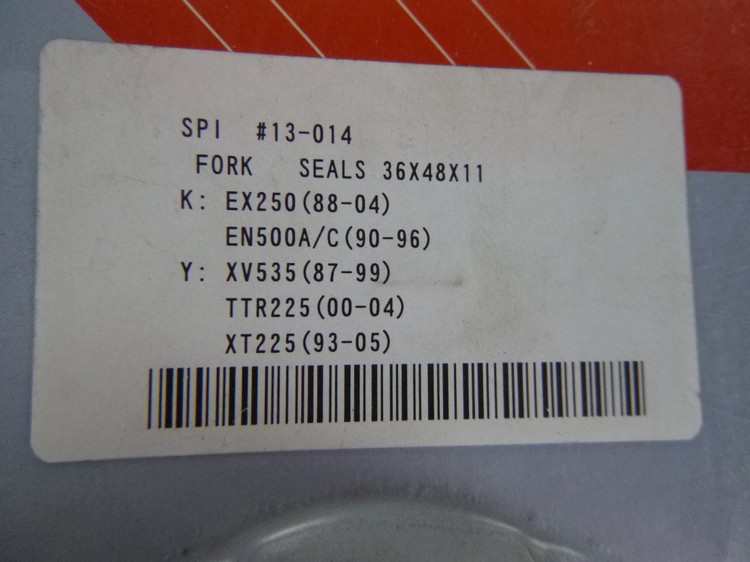 SPI #13-014
FORK SEALS 36X48X11
K: EX250(88-04)
EN500A/C(90-96)
Y: XV535(87-99)
TTR225(00-04)
XT225(93-05)